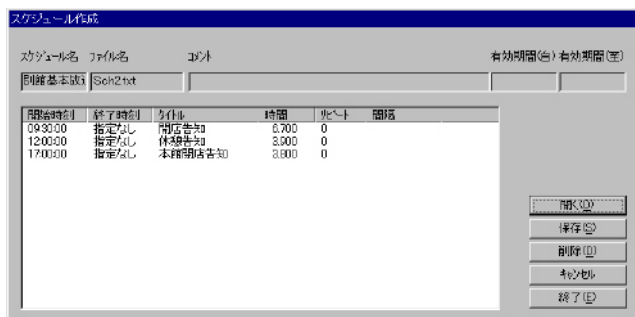 スケジュール作成
スケジュール名 ファイル名 コメント 有効期間(自) 有効期間(至)
別館基本放 Sch2.txt
開始時刻 終了時刻 タイトル 時間 リピート 間隔
09:30:00 指定なし 開店告知 6.700 0
12:00:00 指定なし 休憩告知 3.900 0
17:00:00 指定なし 本館閉店告知 3.800 0
開く(O)
保存(S)
削除(D)
キャンセル
終了(E)